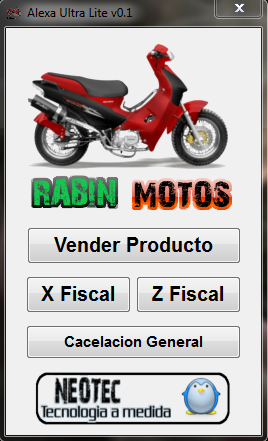 Alexa Ultra Lite v0.1
RABIN MOTOS
Vender Producto
X Fiscal Z Fiscal
Cacelacion General
NEOTEC
Tecnologia a medida